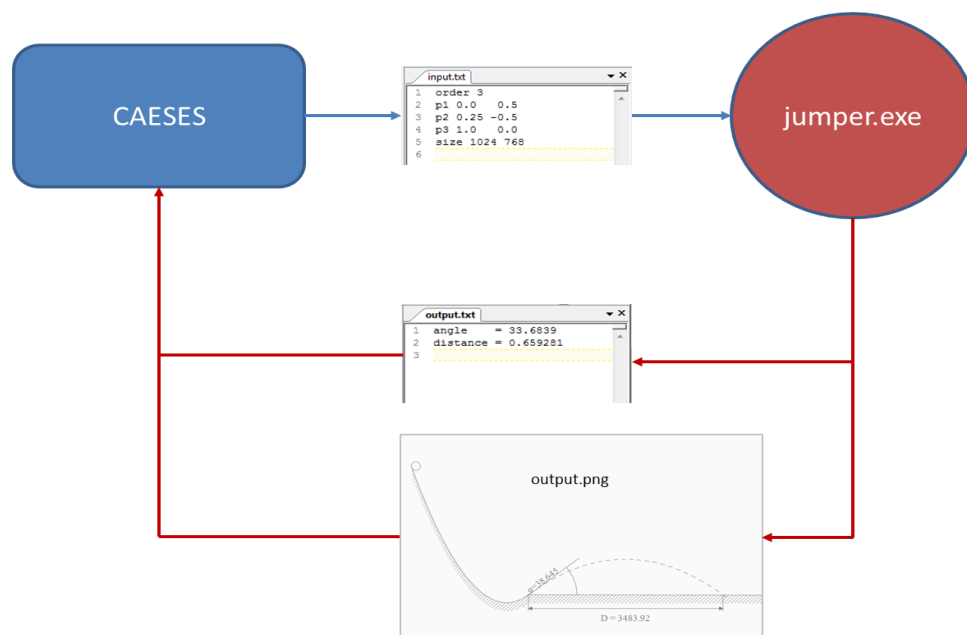 CAESES
input.txt
1 order 3
2 p1 0.0 0.5
3 p2 0.25 -0.5
4 p3 1.0 0.0
5 size 1024 768
6
jumper.exe
output.txt
1 angle = 33.6839
2 distance = 0.659281
3
output.png
α=38.645
D = 3483.92